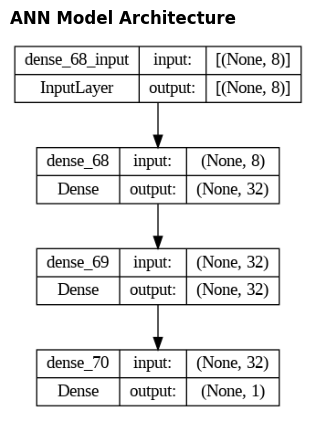 ANN Model Architecture
dense_68_input input: [(None, 8)]
InputLayer output: [(None, 8)]
dense_68 input: (None, 8)
Dense output: (None, 32)
dense_69 input: (None, 32)
Dense output: (None, 32)
dense_70 input: (None, 32)
Dense output: (None, 1)